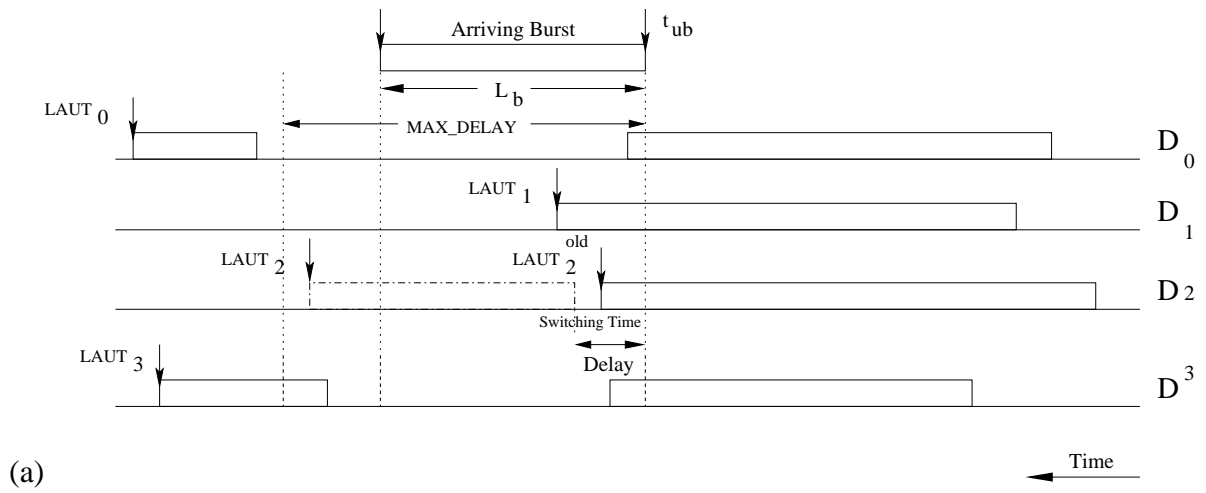 Arriving Burst
t ub
L b
LAUT 0
MAX_DELAY
D 0
LAUT 1
D 1
LAUT 2
LAUT 2 old
D 2
Switching Time
Delay
LAUT 3
D 3
(a)
Time